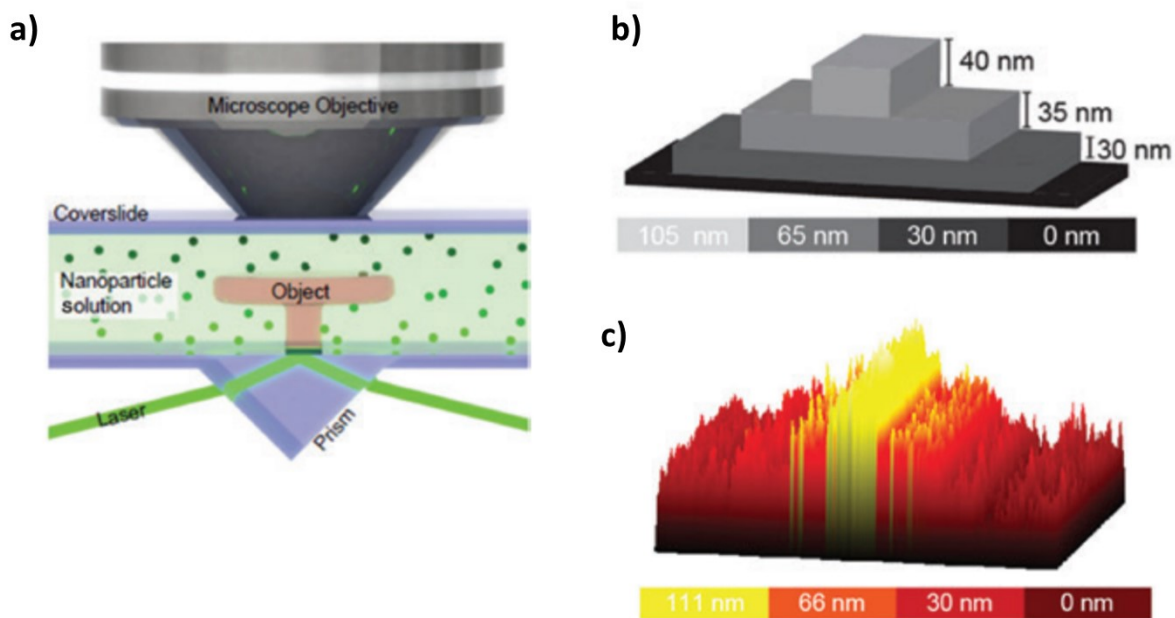 a)
Microscope Objective
Coverslide
Nanoparticle
solution
Object
Laser
Prism
b)
40 nm
35 nm
30 nm
105 nm 65 nm 30 nm 0 nm
c)
111 nm 66 nm 30 nm 0 nm